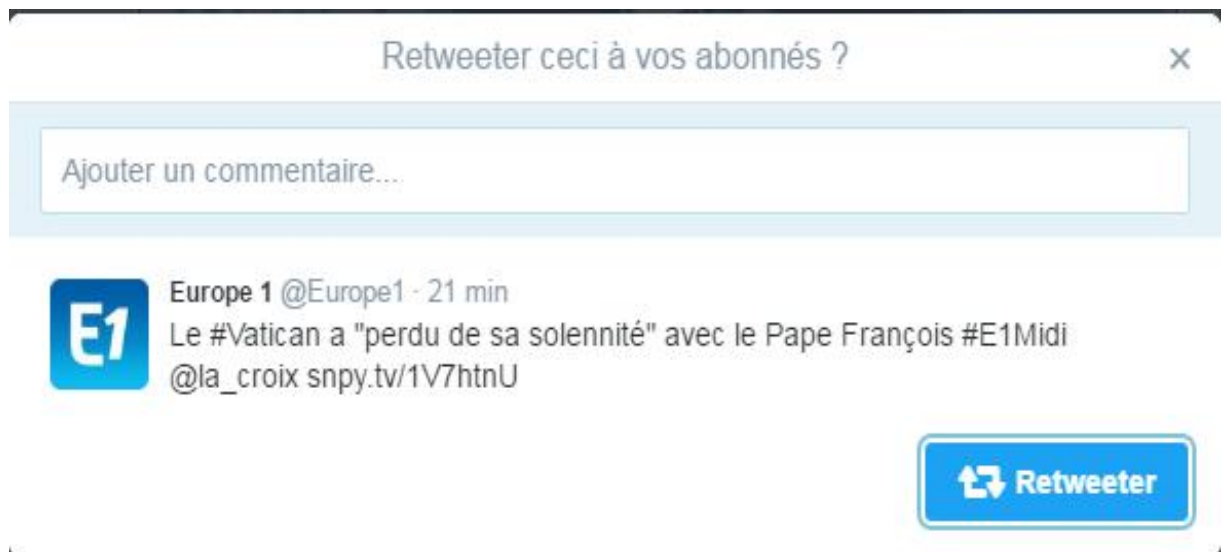 Retweeter ceci à vos abonnés ? ×
Ajouter un commentaire...
E1
Europe 1 @Europe1 · 21 min
Le #Vatican a "perdu de sa solennité" avec le Pape François #E1Midi
@la_croix snpy.tv/1V7htnU
Retweeter